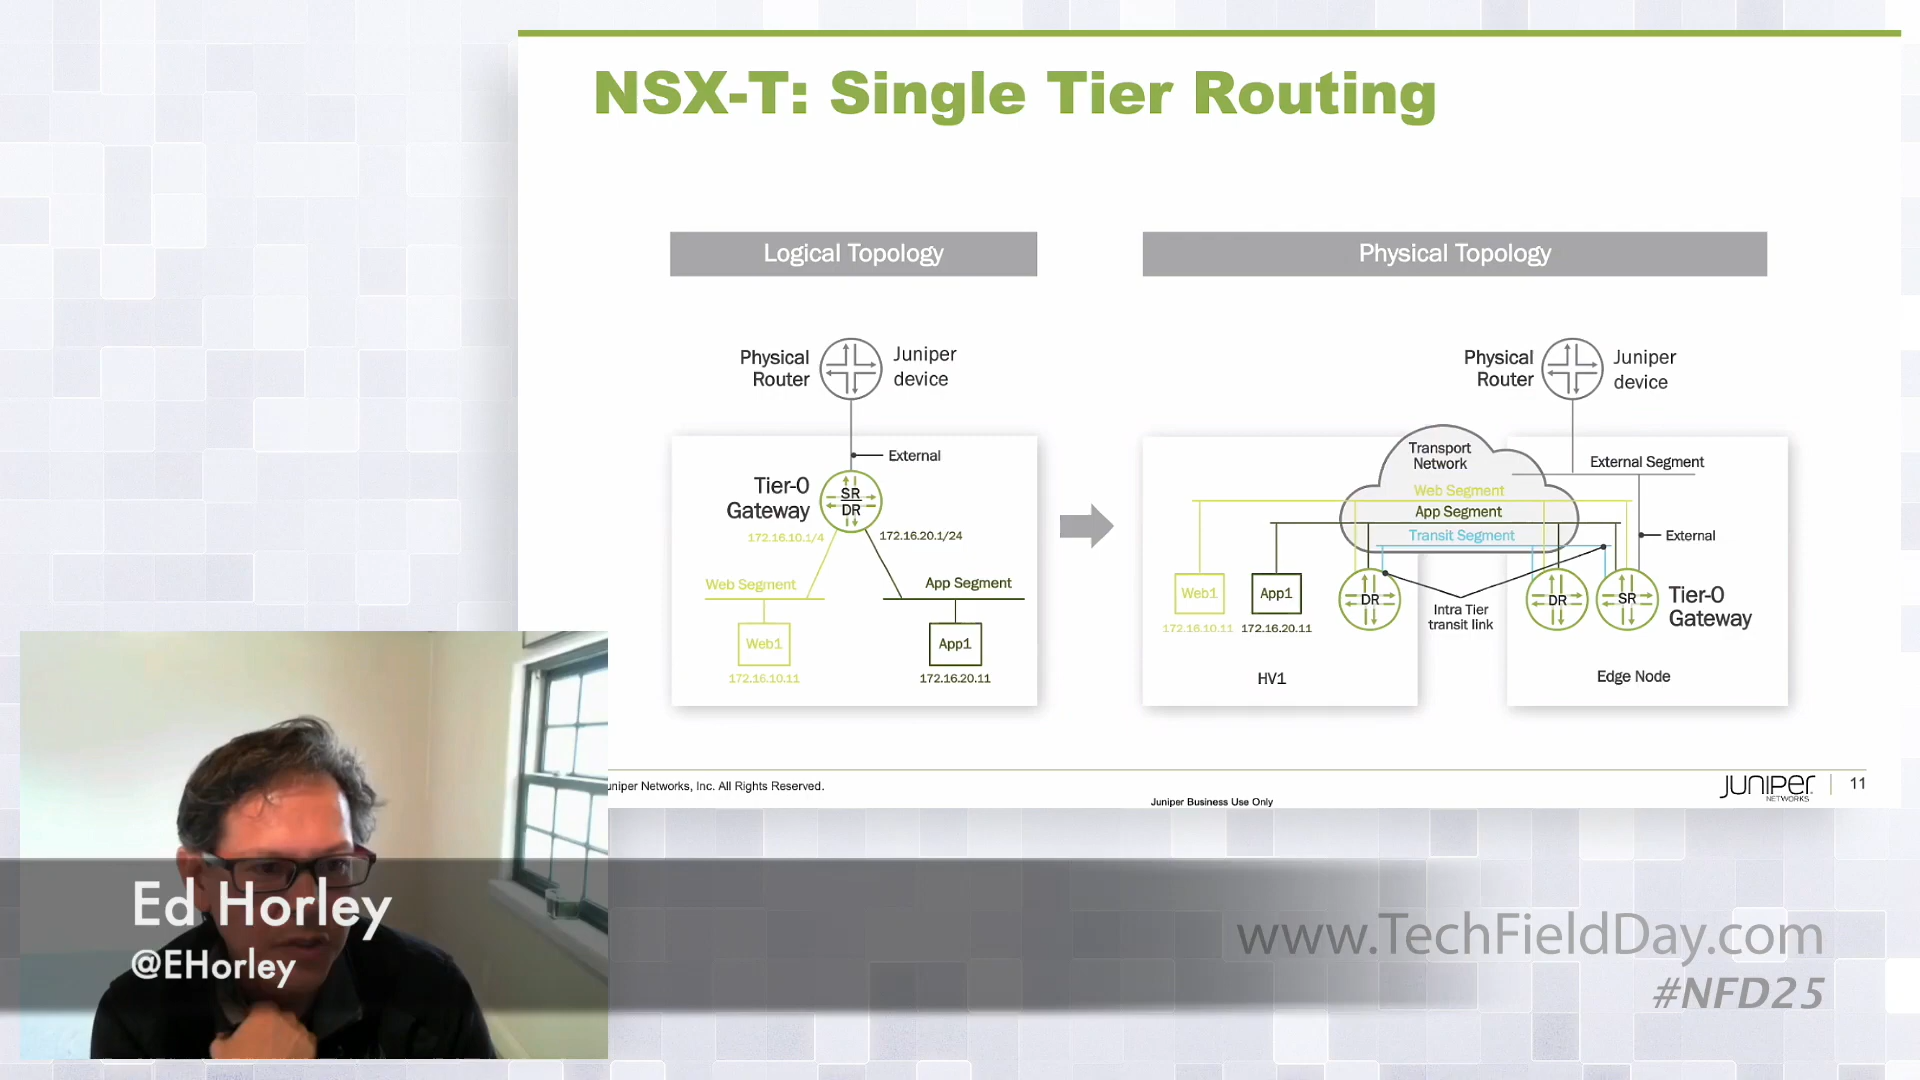 NSX-T: Single Tier Routing
Logical Topology
Physical Router
Juniper device
External
Tier-0 Gateway
SR
DR
172.16.10.1/4
172.16.20.1/24
Web Segment
App Segment
Web1
App1
172.16.10.11
172.16.20.11
Physical Topology
Physical Router
Juniper device
Transport Network
External Segment
Web Segment
App Segment
Transit Segment
External
Web1
App1
172.16.10.11
172.16.20.11
DR
Intra Tier transit link
DR
SR
Tier-0 Gateway
HV1
Edge Node
uniper Networks, Inc. All Rights Reserved.
Juniper Business Use Only
JUNIPER NETWORKS
11
Ed Horley
@EHorley
www.TechFieldDay.com
#NFD25